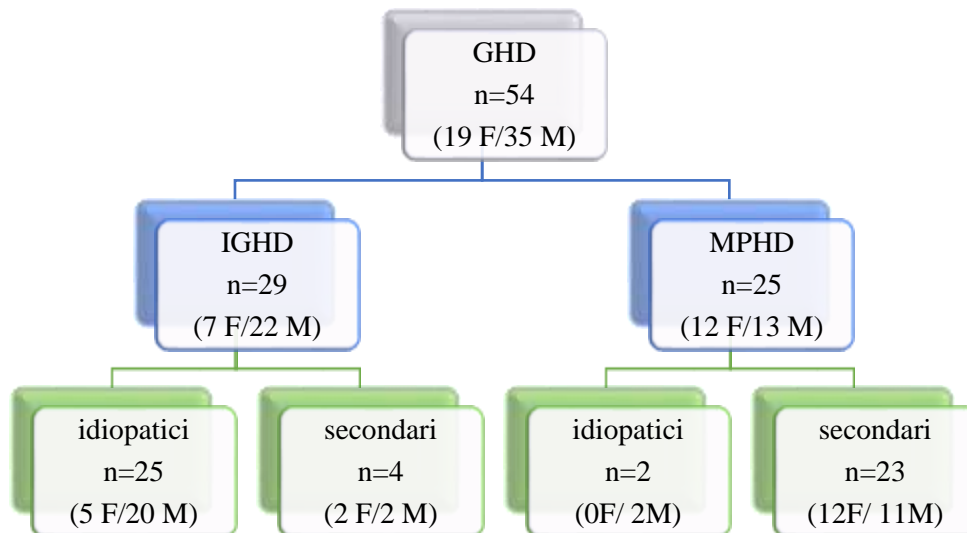 GHD
n=54
(19 F/35 M)
IGHD
n=29
(7 F/22 M)
MPHD
n=25
(12 F/13 M)
idiopatici
n=25
(5 F/20 M)
secondari
n=4
(2 F/2 M)
idiopatici
n=2
(0F/ 2M)
secondari
n=23
(12F/ 11M)